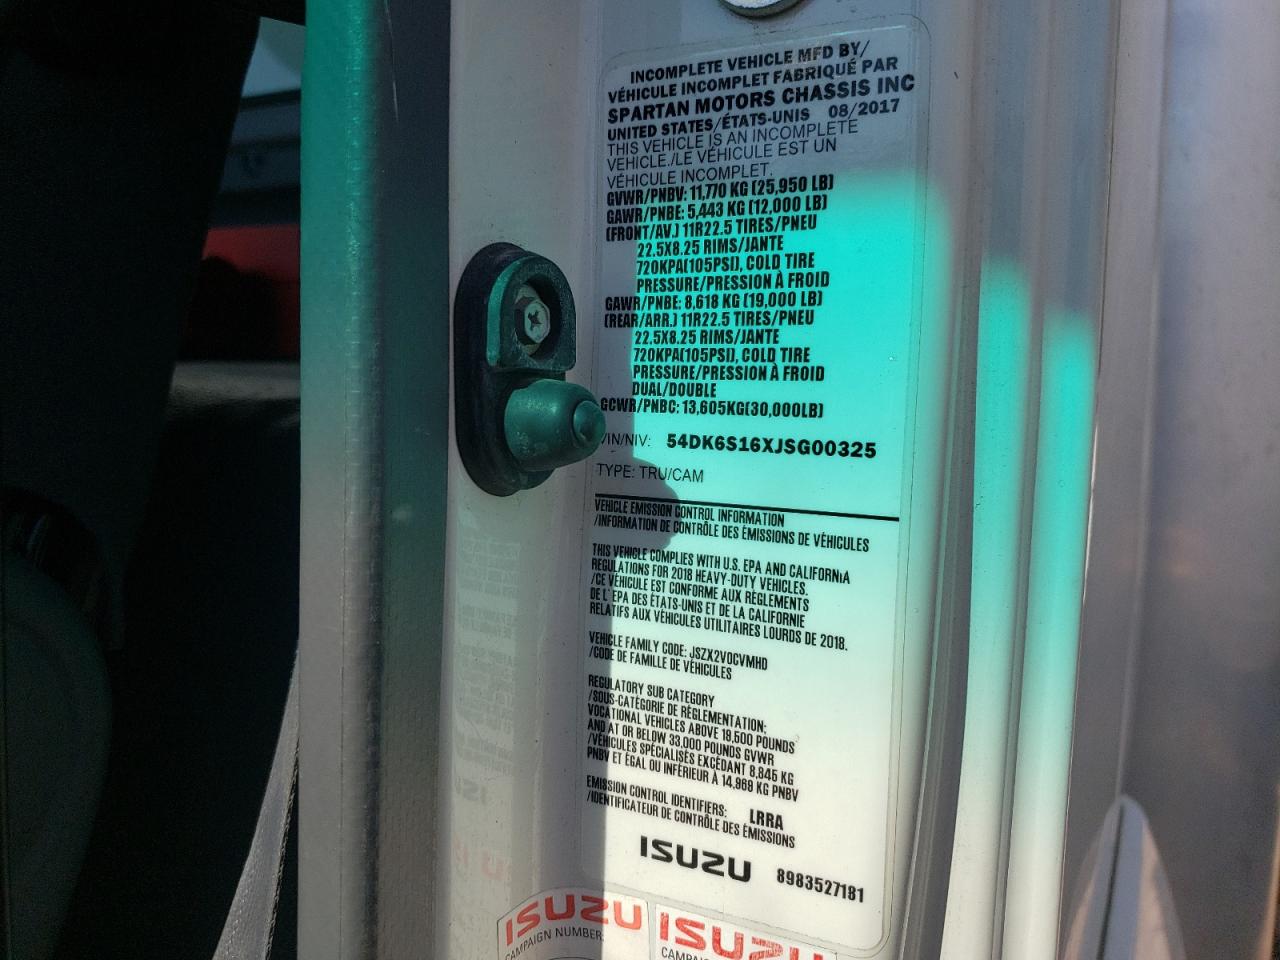 INCOMPLETE VEHICLE MFD BY/
VÉHICULE INCOMPLET FABRIQUÉ PAR
SPARTAN MOTORS CHASSIS INC
UNITED STATES/ÉTATS-UNIS 08/2017
THIS VEHICLE IS AN INCOMPLETE
VEHICLE./LE VÉHICULE EST UN
VÉHICULE INCOMPLET.
GVWR/PNBV: 11,770 KG (25,950 LB)
GAWR/PNBE: 5,443 KG (12,000 LB)
(FRONT/AV.) 11R22.5 TIRES/PNEU
22.5X8.25 RIMS/JANTE
720KPA(105PSI), COLD TIRE
PRESSURE/PRESSION À FROID
GAWR/PNBE: 8,618 KG (19,000 LB)
(REAR/ARR.) 11R22.5 TIRES/PNEU
22.5X8.25 RIMS/JANTE
720KPA(105PSI), COLD TIRE
PRESSURE/PRESSION À FROID
DUAL/DOUBLE
GCWR/PNBC: 13,605KG(30,000LB)
VIN/NIV: 54DK6S16XJSG00325
TYPE: TRU/CAM
VEHICLE EMISSION CONTROL INFORMATION
/INFORMATION DE CONTRÔLE DES ÉMISSIONS DE VÉHICULES
THIS VEHICLE COMPLIES WITH U.S. EPA AND CALIFORNIA
REGULATIONS FOR 2018 HEAVY-DUTY VEHICLES.
/CE VÉHICULE EST CONFORME AUX RÈGLEMENTS
DE L'EPA DES ÉTATS-UNIS ET DE LA CALIFORNIE
RELATIFS AUX VÉHICULES UTILITAIRES LOURDS DE 2018.
VEHICLE FAMILY CODE: JSZX2VOCVMHD
/CODE DE FAMILLE DE VÉHICULES
REGULATORY SUB CATEGORY
/SOUS-CATÉGORIE DE RÉGLEMENTATION:
VOCATIONAL VEHICLES ABOVE 19,500 POUNDS
AND AT OR BELOW 33,000 POUNDS GVWR
/VÉHICULES SPÉCIALISÉS EXCÉDANT 8,845 KG
PNBV ET ÉGAL OU INFÉRIEUR À 14,969 KG PNBV
EMISSION CONTROL IDENTIFIERS: LRRA
/IDENTIFICATEUR DE CONTRÔLE DES ÉMISSIONS
ISUZU 8983527181
ISUZU ISUZU
CAMPAIGN NUMBER: